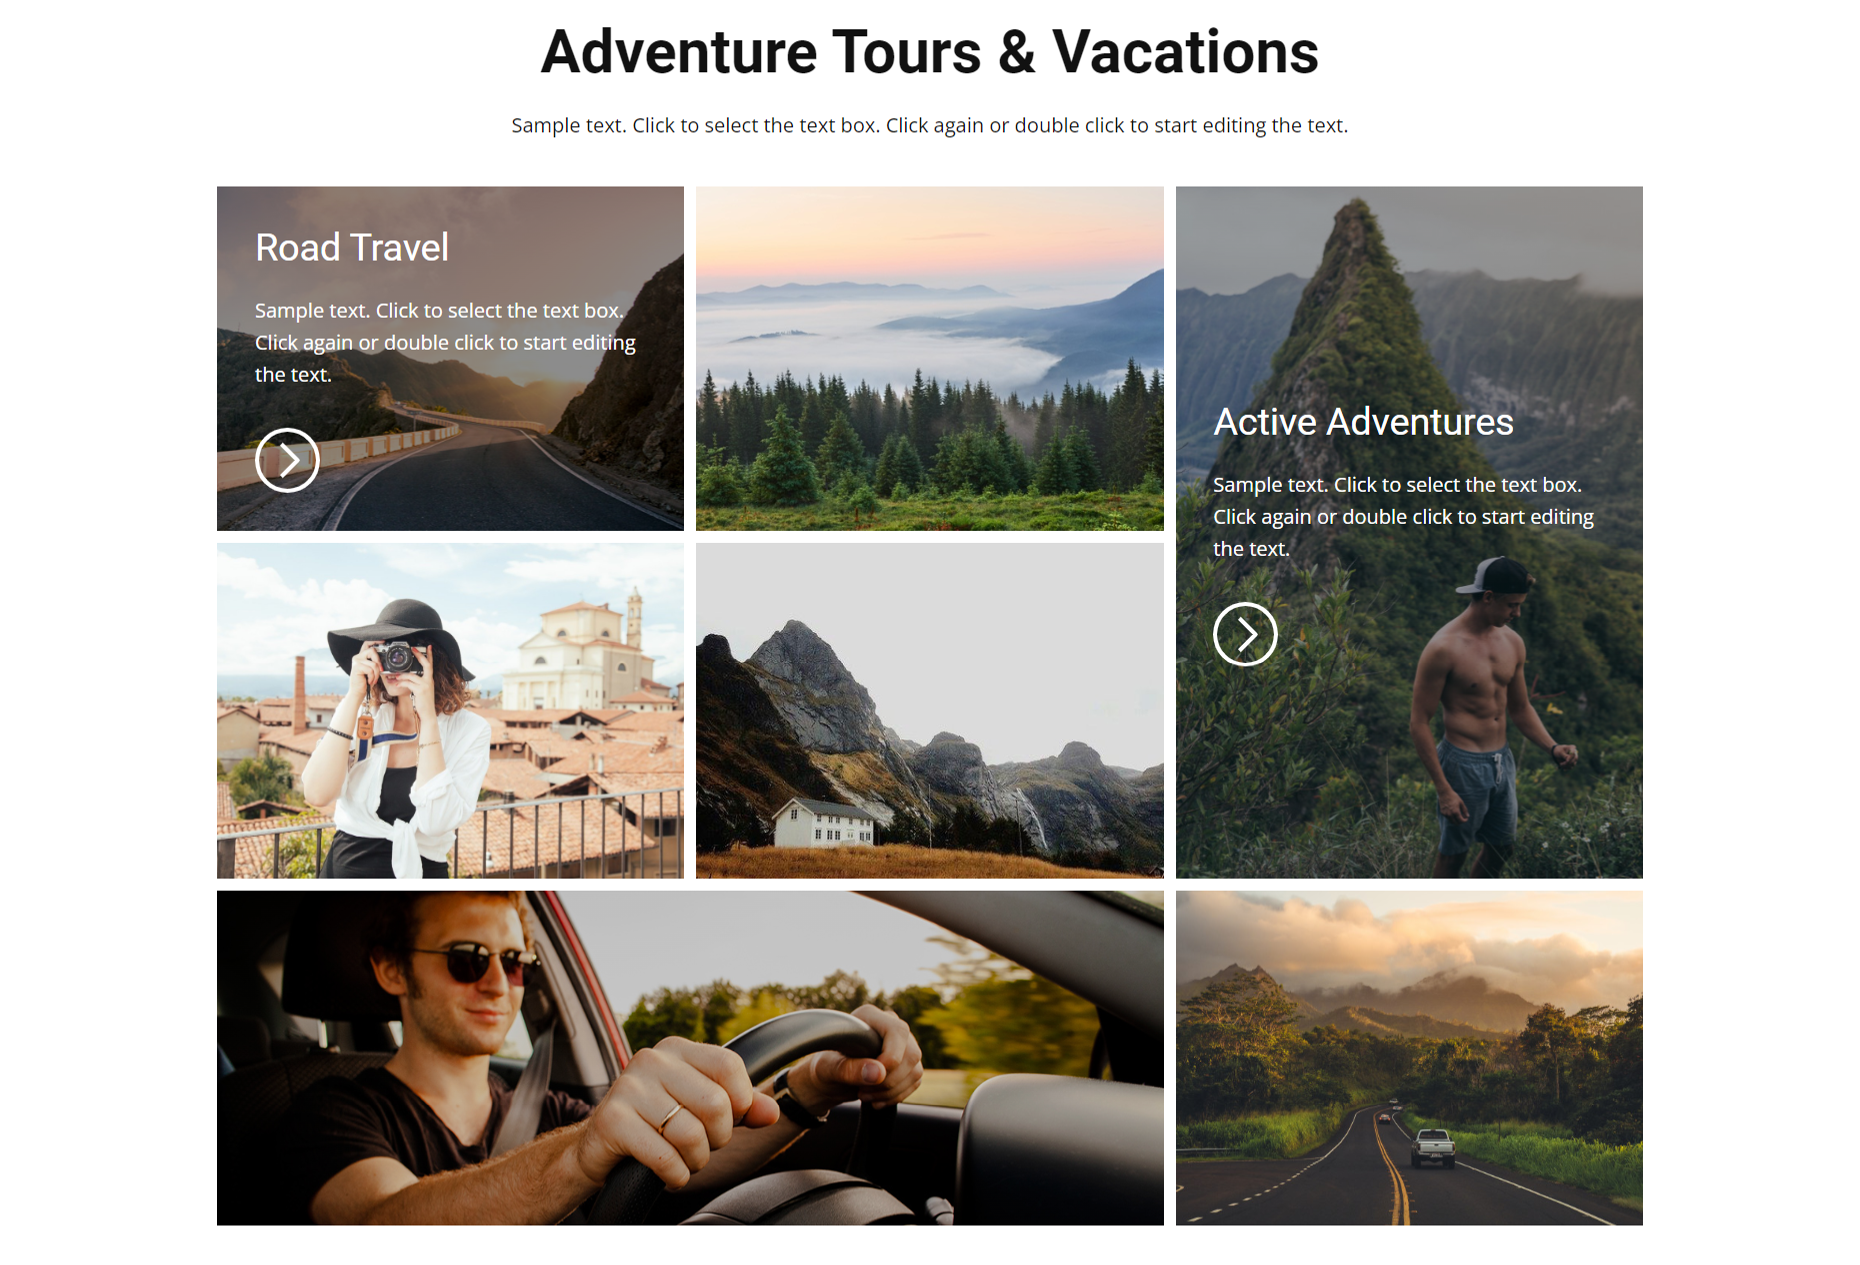 Adventure Tours & Vacations
Sample text. Click to select the text box. Click again or double click to start editing the text.
Road Travel
Sample text. Click to select the text box.
Click again or double click to start editing
the text.
Active Adventures
Sample text. Click to select the text box.
Click again or double click to start editing
the text.